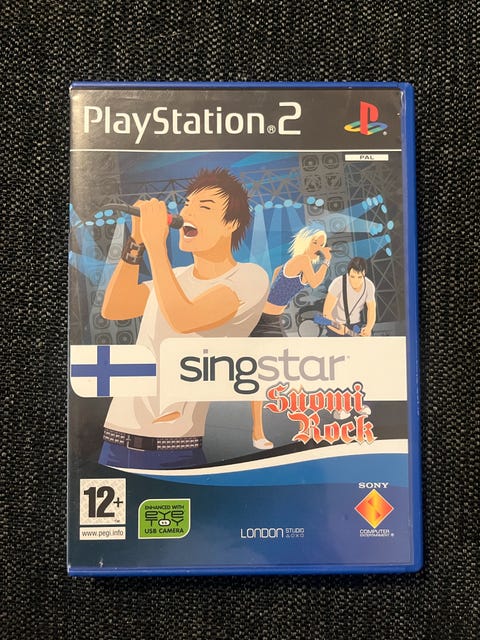 PlayStation®2
PAL
singstar™
Suomi
Rock
12+
www.pegi.info
ENHANCED WITH
EYE
TOY
USB CAMERA
LONDON STUDIO
SONY
COMPUTER
ENTERTAINMENT ®